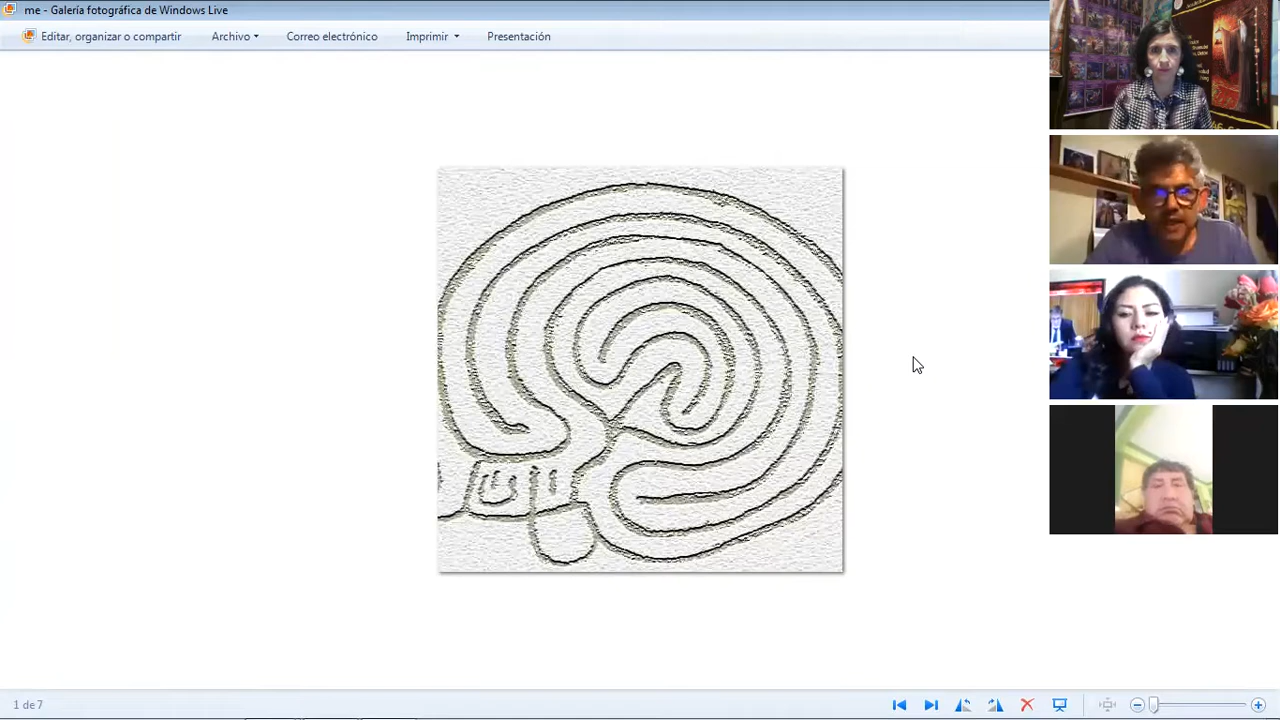 me - Galería fotográfica de Windows Live
Editar, organizar o compartir
Archivo
Correo electrónico
Imprimir
Presentación
1 de 7